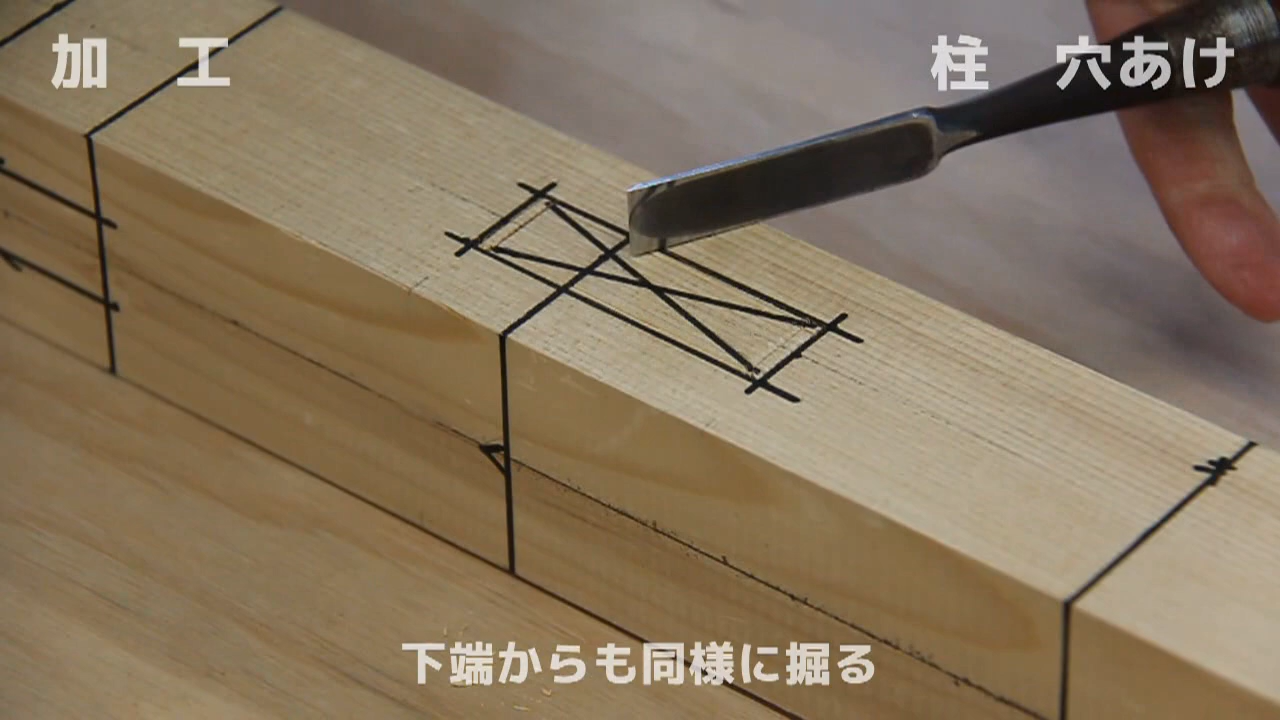 加　工
柱　穴あけ
下端からも同様に掘る